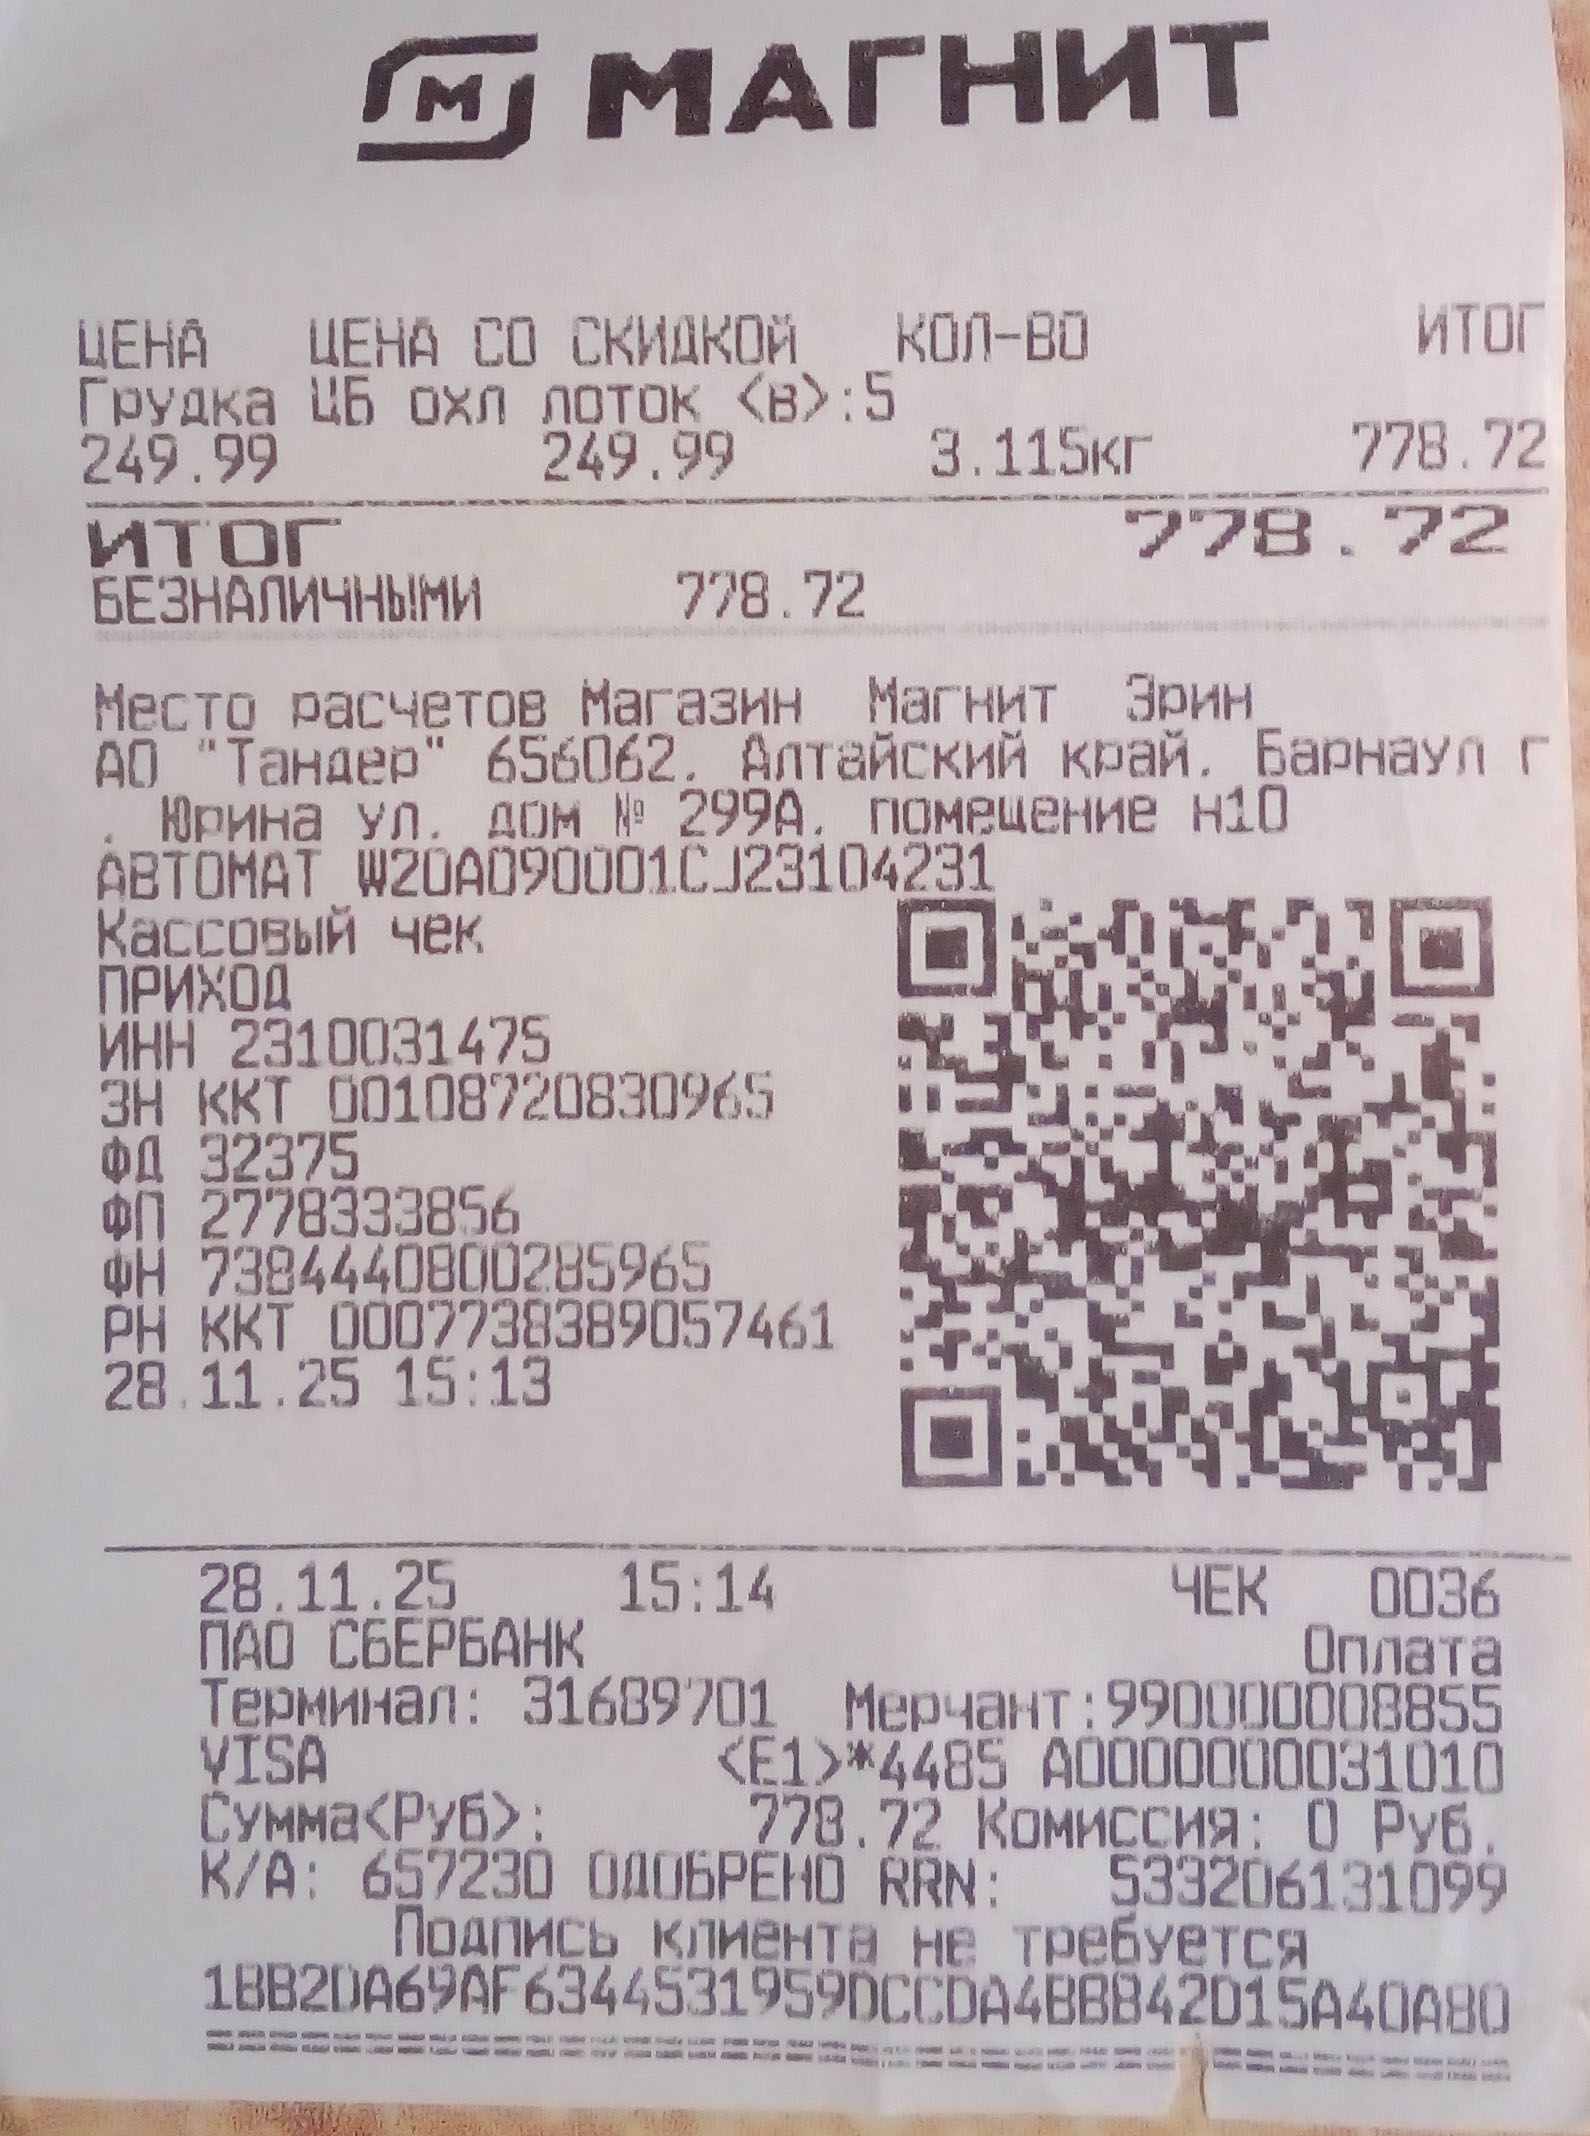 М МАГНИТ
ЦЕНА ЦЕНА СО СКИДКОЙ КОЛ-ВО ИТОГ
Грудка ЦБ охл лоток <в>:5
249.99 249.99 3.115кг 778.72
ИТОГ 778.72
БЕЗНАЛИЧНЫМИ 778.72
Место расчетов Магазин Магнит Эрин
АО "Тандер" 656062, Алтайский край, Барнаул г
, Юрина ул, дом № 299А, помещение н10
АВТОМАТ W20A090001CJ23104231
Кассовый чек
ПРИХОД
ИНН 2310031475
ЗН ККТ 00108720830965
ФД 32375
ФП 2778333856
ФН 7384440800285965
РН ККТ 0007738389057461
28.11.25 15:13
28.11.25 15:14 ЧЕК 0036
ПАО СБЕРБАНК Оплата
Терминал: 31689701 Мерчант:990000008855
VISA <E1>*4485 A0000000031010
Сумма<Руб>: 778.72 Комиссия: 0 Руб.
К/А: 657230 ОДОБРЕНО RRN: 533206131099
Подпись клиента не требуется
1BB2DA69AF6344531959DCCDA4BBB42D15A40A80